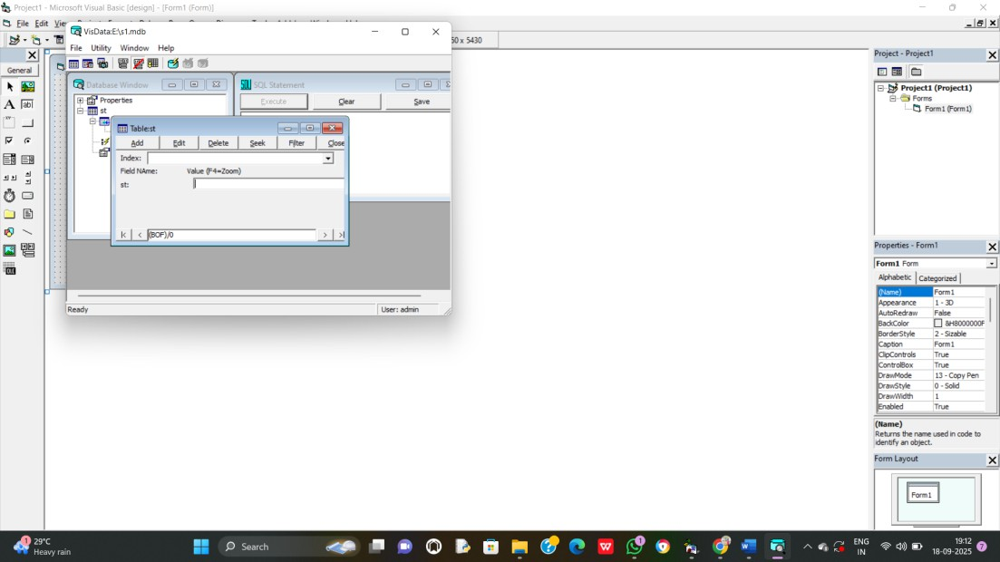 Project1 - Microsoft Visual Basic [design] - [Form1 (Form)]
File Edit
VisData:E:\s1.mdb
File Utility Window Help
50 x 5430
General
Database Window
SQL Statement
Execute Clear Save
Properties
st
Table:st
Add Edit Delete Seek Filter Close
Index:
Field NAme: Value (F4=Zoom)
st:
(BOF)/0
Ready
User: admin
Project - Project1
Project1 (Project1)
Forms
Form1 (Form1)
Properties - Form1
Form1 Form
Alphabetic Categorized
(Name) Form1
Appearance 1 - 3D
AutoRedraw False
BackColor &H8000000F
BorderStyle 2 - Sizable
Caption Form1
ClipControls True
ControlBox True
DrawMode 13 - Copy Pen
DrawStyle 0 - Solid
DrawWidth 1
Enabled True
(Name)
Returns the name used in code to
identify an object.
Form Layout
Form1
29°C
Heavy rain
Search
ENG
IN
19:12
18-09-2025